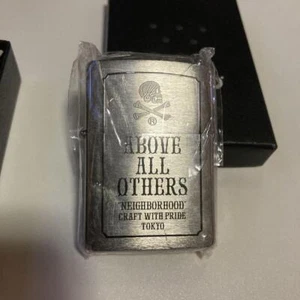 ®
ABOVE
ALL
OTHERS
"NEIGHBORHOOD"
CRAFT WITH PRIDE
TOKYO